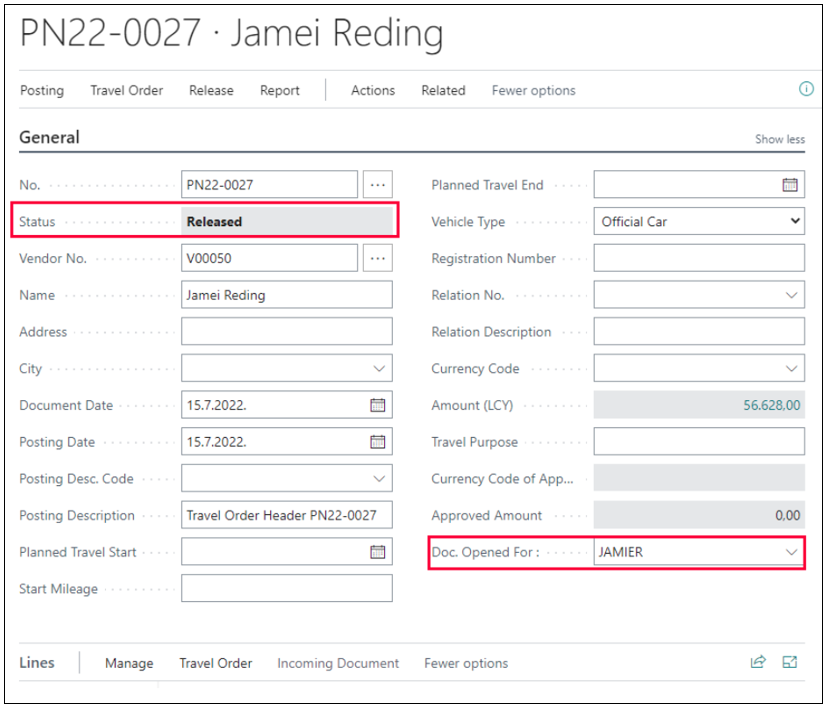 PN22-0027 · Jamei Reding
Posting Travel Order Release Report Actions Related Fewer options
General
Show less
No. PN22-0027
Status Released
Vendor No. V00050
Name Jamei Reding
Address
City
Document Date 15.7.2022.
Posting Date 15.7.2022.
Posting Desc. Code
Posting Description Travel Order Header PN22-0027
Planned Travel Start
Start Mileage
Planned Travel End
Vehicle Type Official Car
Registration Number
Relation No.
Relation Description
Currency Code
Amount (LCY) 56.628,00
Travel Purpose
Currency Code of App...
Approved Amount 0,00
Doc. Opened For : JAMIER
Lines Manage Travel Order Incoming Document Fewer options